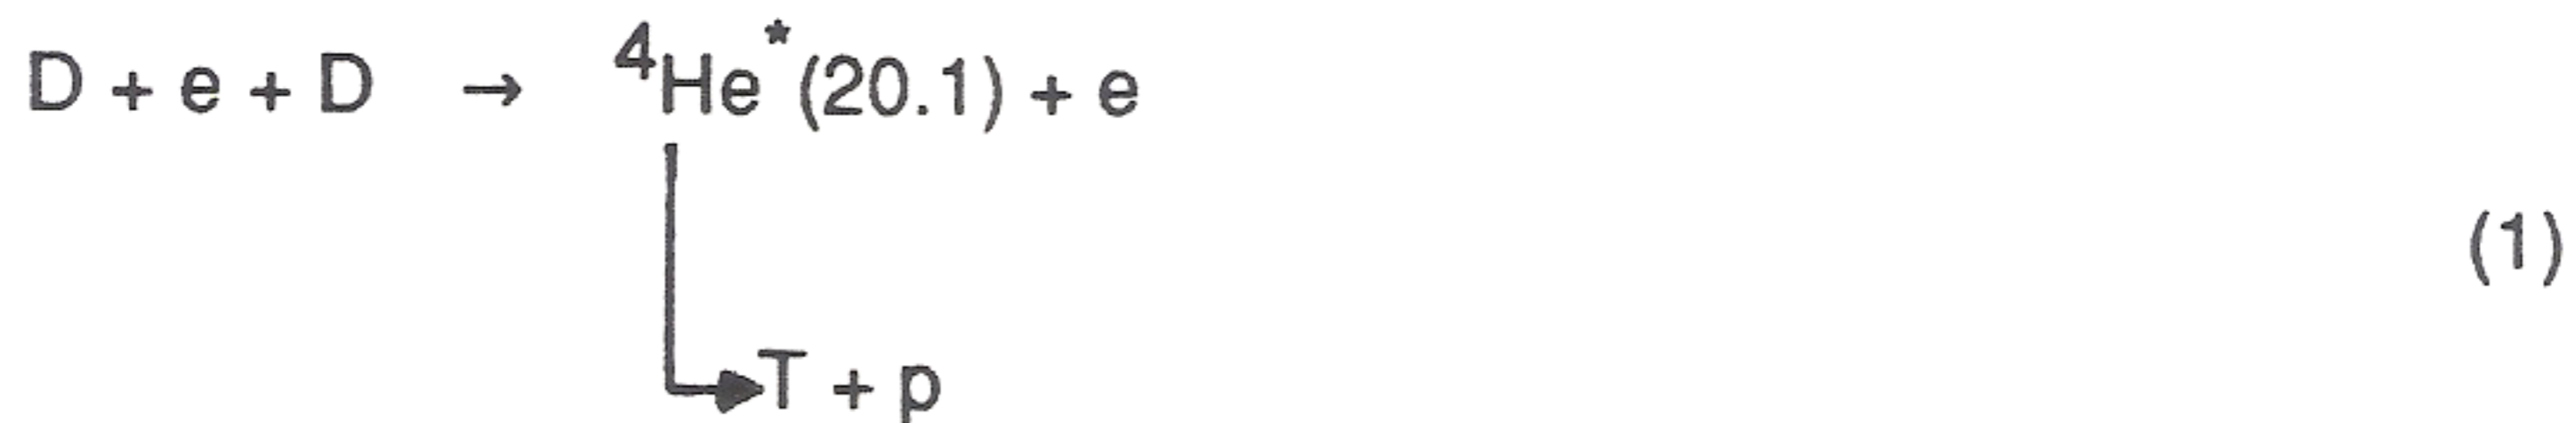 D + e + D → ⁴He*(20.1) + e
(1)
T + p